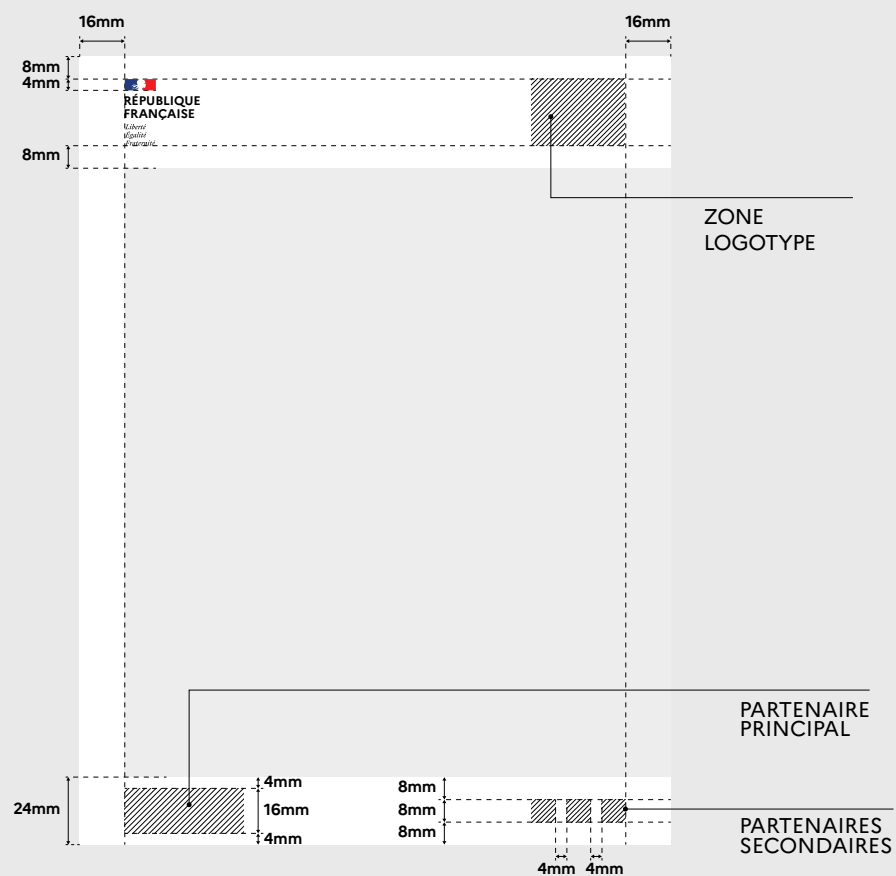 16mm
16mm
8mm
4mm
RÉPUBLIQUE
FRANÇAISE
Liberté
Égalité
Fraternité
8mm
ZONE
LOGOTYPE
PARTENAIRE
PRINCIPAL
4mm
8mm
24mm
16mm
8mm
4mm
8mm
PARTENAIRES
SECONDAIRES
4mm
4mm